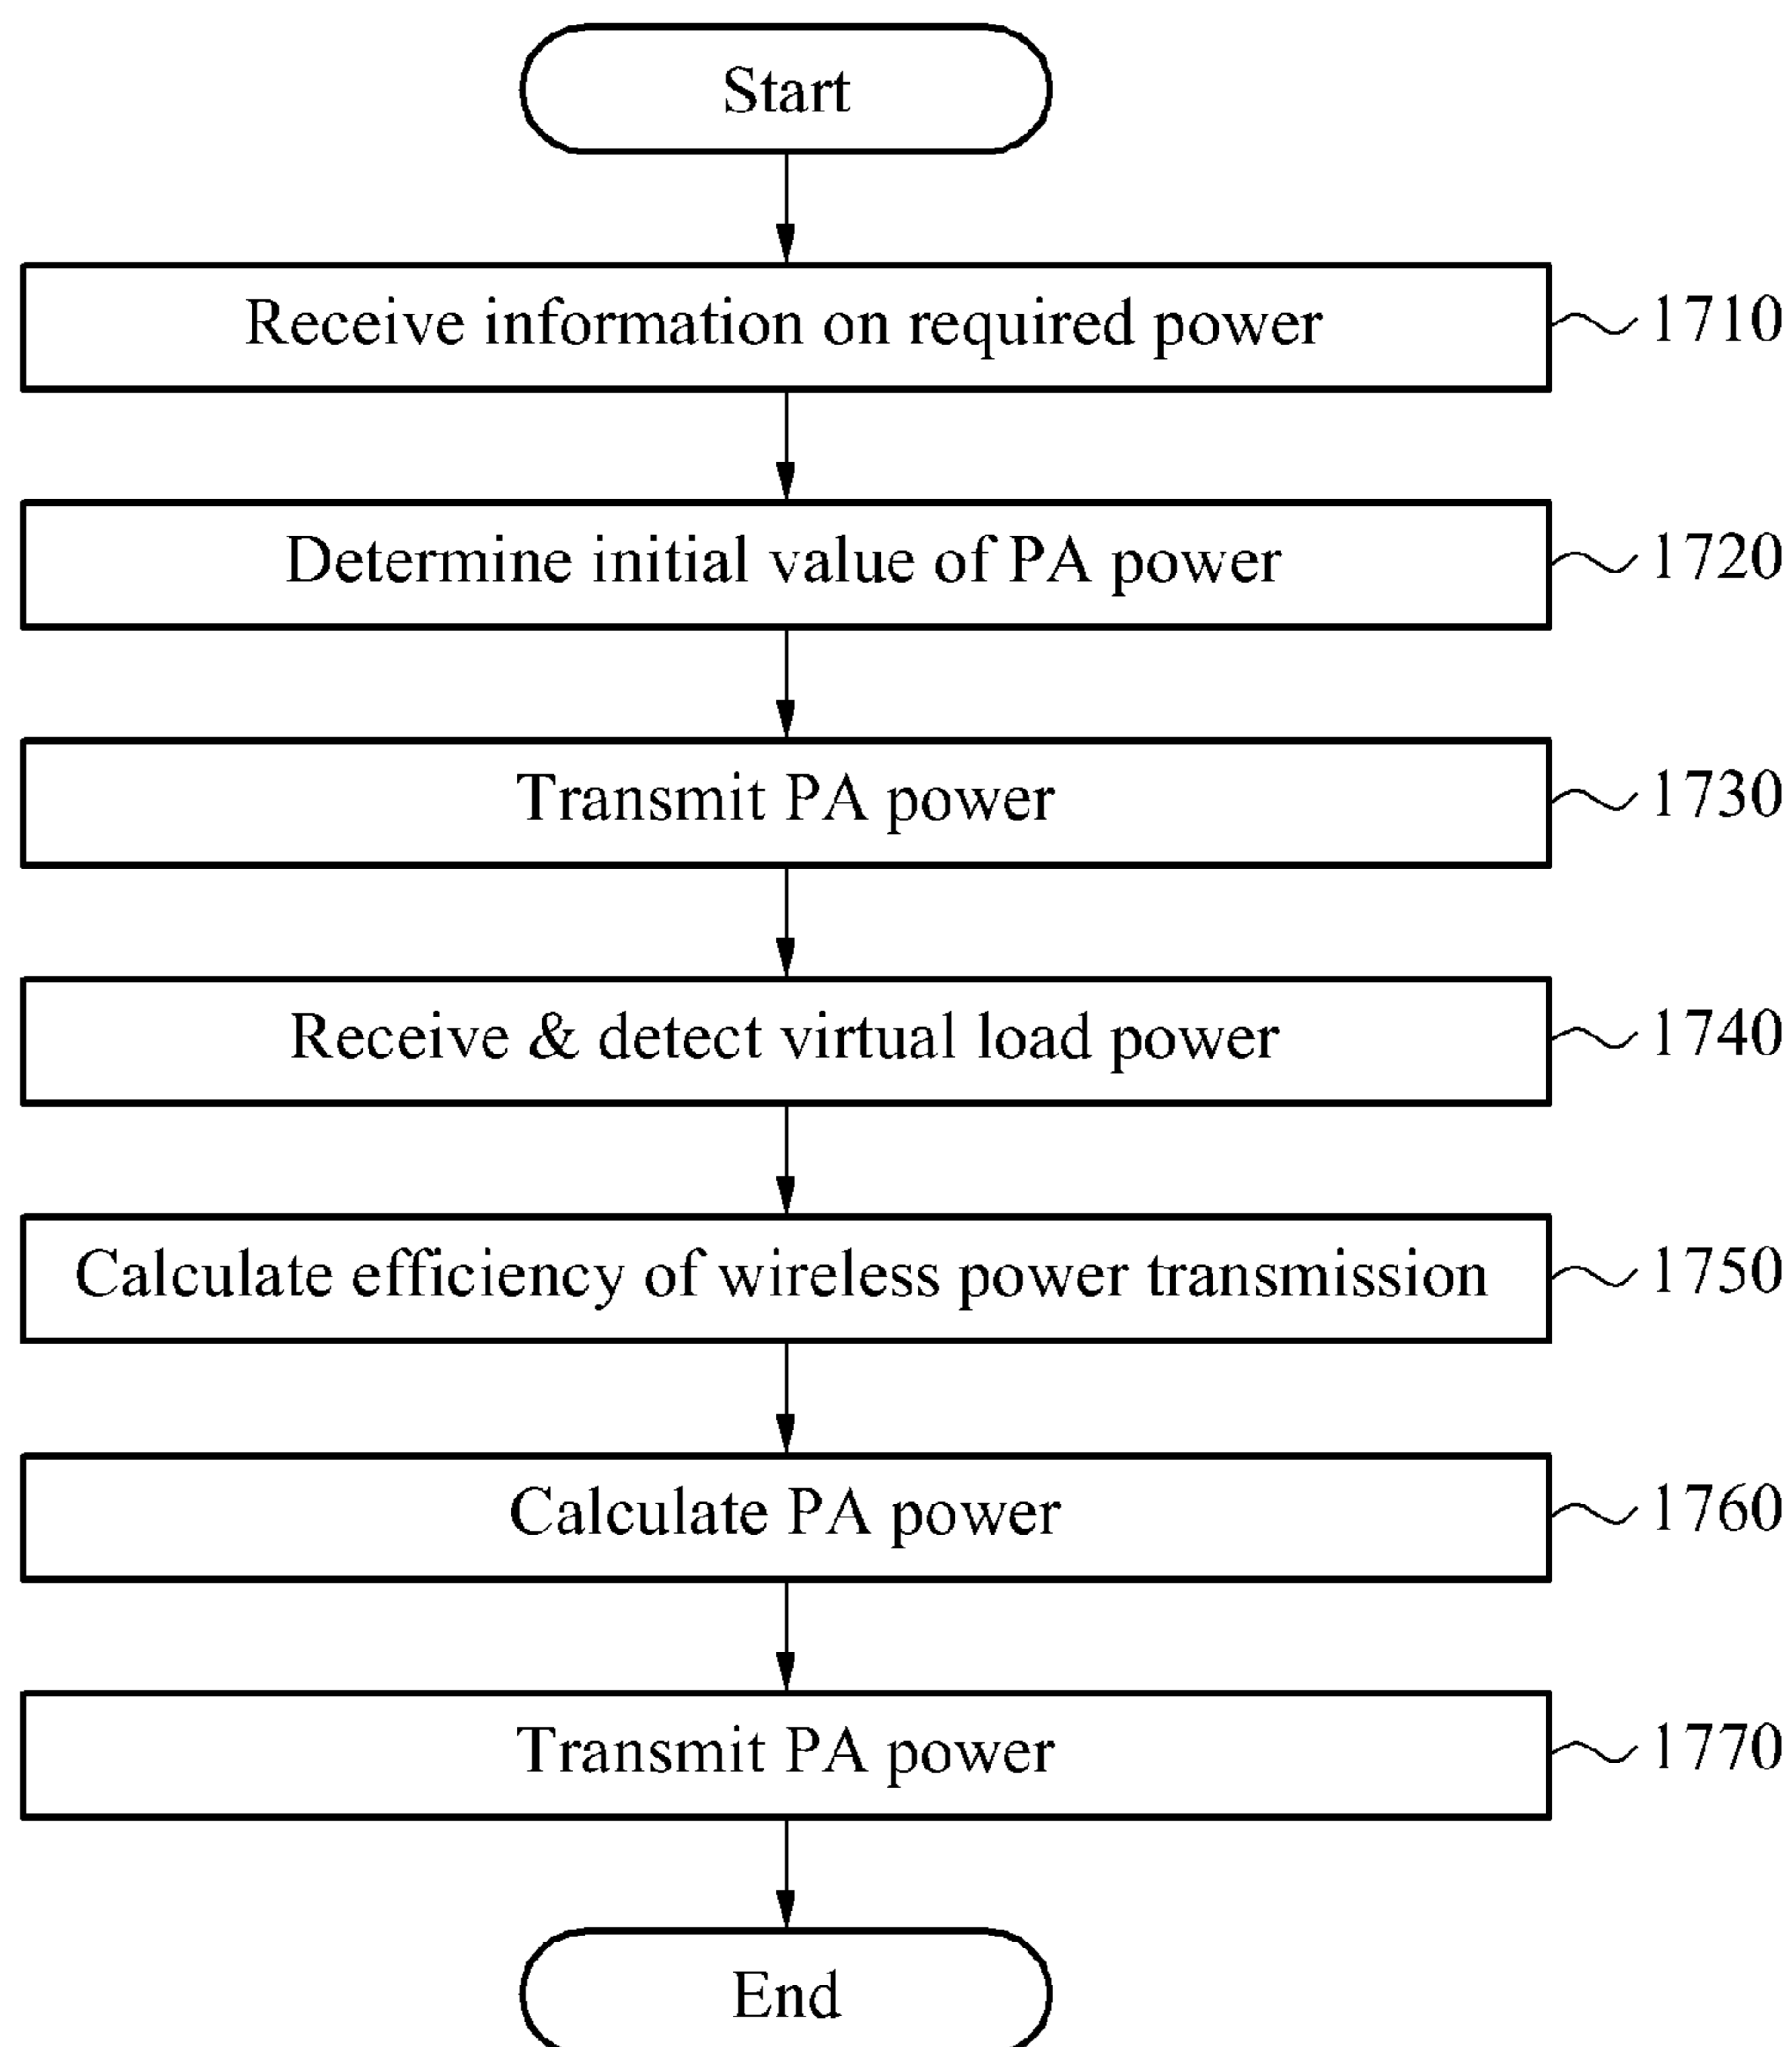 Start
Receive information on required power
1710
Determine initial value of PA power
1720
Transmit PA power
1730
Receive & detect virtual load power
1740
Calculate efficiency of wireless power transmission
1750
Calculate PA power
1760
Transmit PA power
1770
End